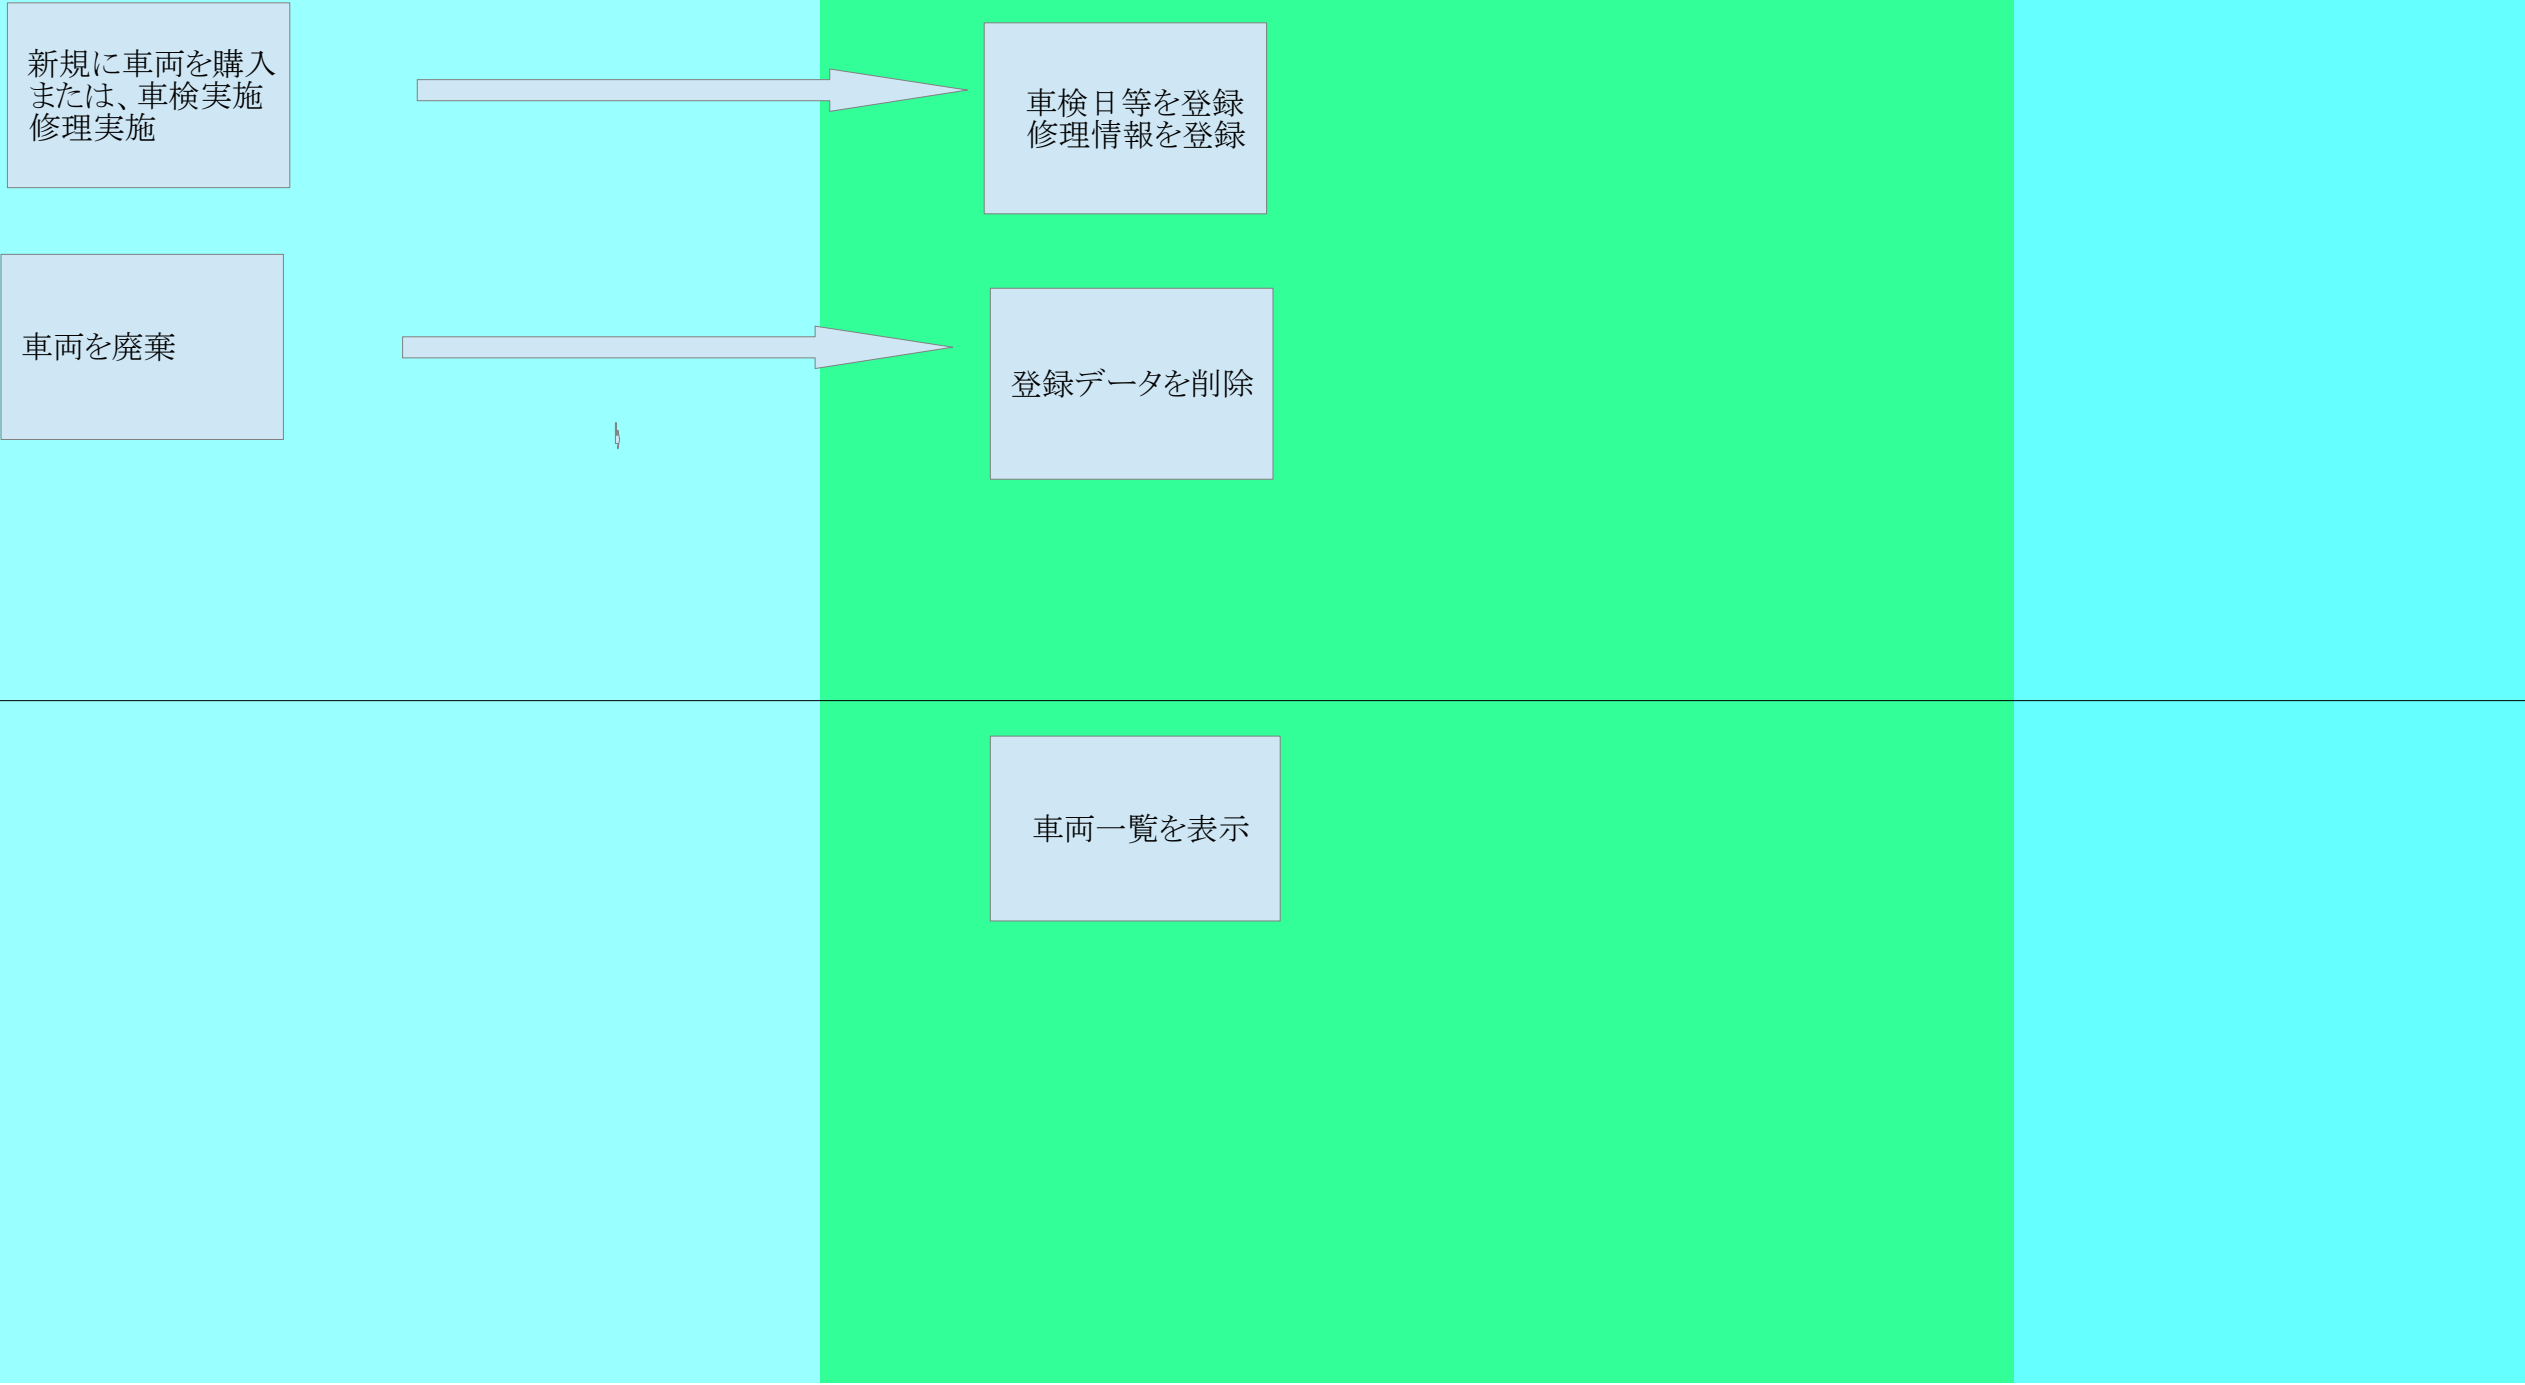 新規に車両を購入
または、車検実施
修理実施
車検日等を登録
修理情報を登録
車両を廃棄
登録データを削除
車両一覧を表示